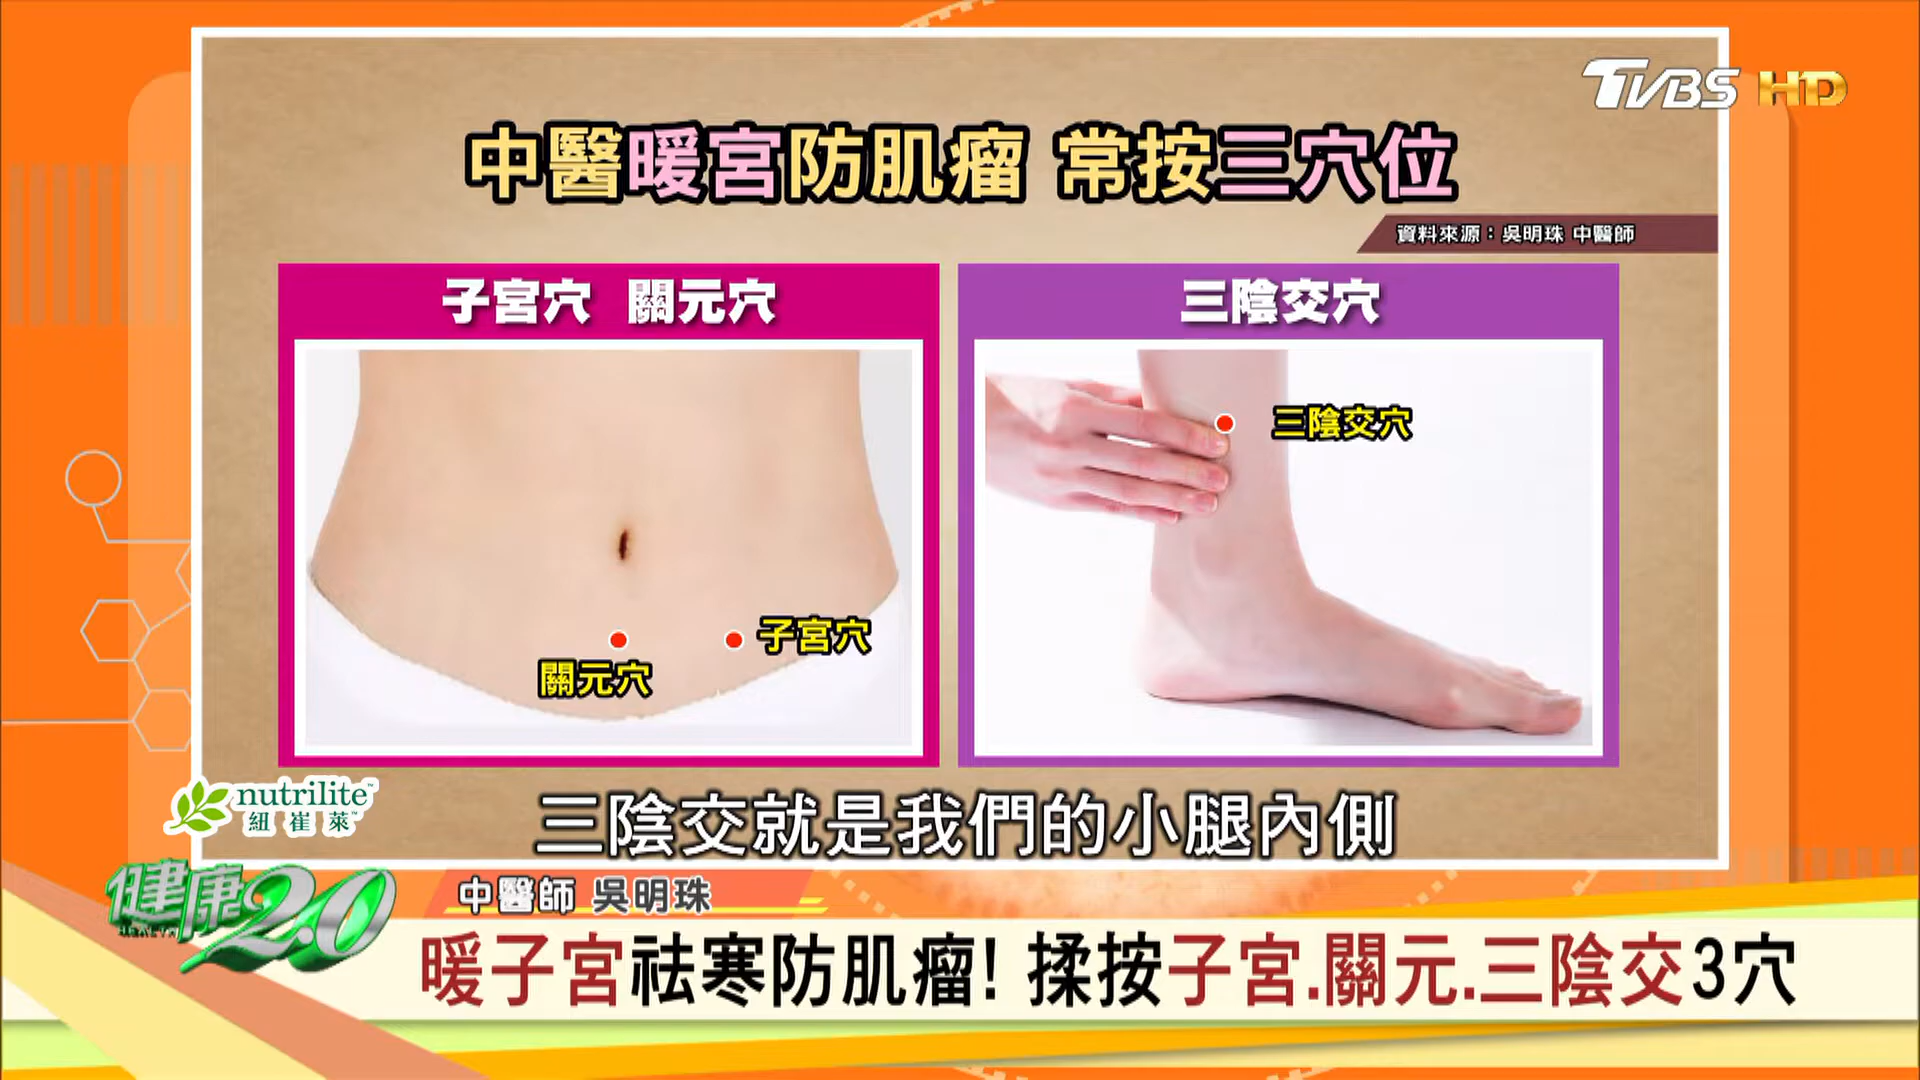 TVBS HD
中醫暖宮防肌瘤 常按三穴位
資料來源：吳明珠 中醫師
子宮穴 關元穴
三陰交穴
三陰交穴
子宮穴
關元穴
nutrilite™
紐崔萊™
三陰交就是我們的小腿內側
健康2.0
HEALTH
中醫師 吳明珠
暖子宮祛寒防肌瘤! 揉按子宮.關元.三陰交3穴